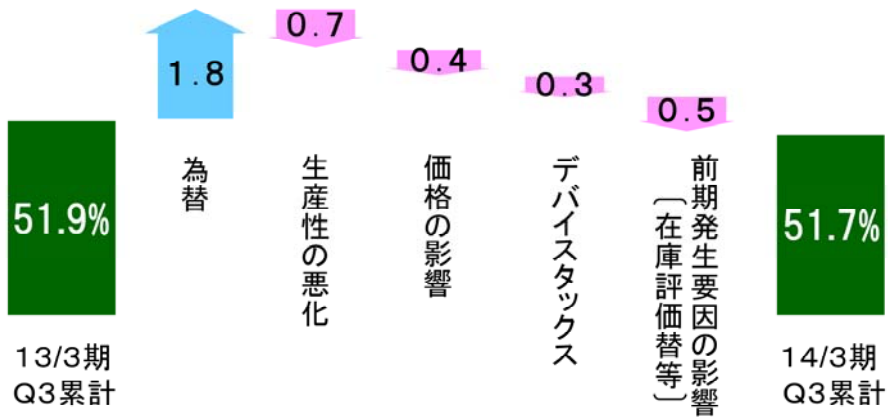 1.8
0.7
0.4
0.3
0.5
51.9%
51.7%
為替
生産性の悪化
価格の影響
デバイスタックス
前期発生要因の影響
〔在庫評価替等〕
13/3期
Q3累計
14/3期
Q3累計